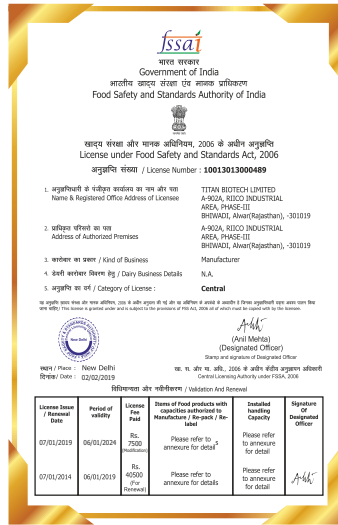 fssai
भारत सरकार
Government of India
भारतीय खाद्य संरक्षा एंव मानक प्राधिकरण
Food Safety and Standards Authority of India
खाद्य संरक्षा और मानक अधिनियम, 2006 के अधीन अनुज्ञप्ति
License under Food Safety and Standards Act, 2006
अनुज्ञप्ति संख्या / License Number : 10013013000489
1. अनुज्ञप्तिधारी के पंजीकृत कार्यालय का नाम और पता
Name & Registered Office Address of Licensee
TITAN BIOTECH LIMITED
A-902A, RIICO INDUSTRIAL
AREA, PHASE-III
BHIWADI, Alwar(Rajasthan), -301019
2. प्राधिकृत परिसरो का पता
Address of Authorized Premises
A-902A, RIICO INDUSTRIAL
AREA, PHASE-III
BHIWADI, Alwar(Rajasthan), -301019
3. कारोबार का प्रकार / Kind of Business
Manufacturer
4. डेयरी कारोबार विवरण हेतु / Dairy Business Details
N.A.
5. अनुज्ञप्ति का वर्ग / Category of License :
Central
This license is granted under and is subject to the provisions of FSS Act, 2006 all of which must be complied with by the licensee.
New Delhi
(Anil Mehta)
(Designated Officer)
Stamp and signature of Designated Officer
स्थान / Place : New Delhi
दिनांक/ Date : 02/02/2019
खा. स. और मा. अधि., 2006 के अधीन केंद्रीय अनुज्ञापन अधिकारी
Central Licensing Authority under FSSA, 2006
विधिमान्यता और नवीनीकरण / Validation And Renewal
License Issue / Renewal Date
Period of validity
License Fee Paid
Items of Food products with capacities authorized to Manufacture / Re-pack / Re-label
Installed handling Capacity
Signature Of Designated Officer
07/01/2019
06/01/2024
Rs. 7500 (Modification)
Please refer to annexure for details
Please refer to annexure for detail
07/01/2014
06/01/2019
Rs. 40500 (For Renewal)
Please refer to annexure for details
Please refer to annexure for detail